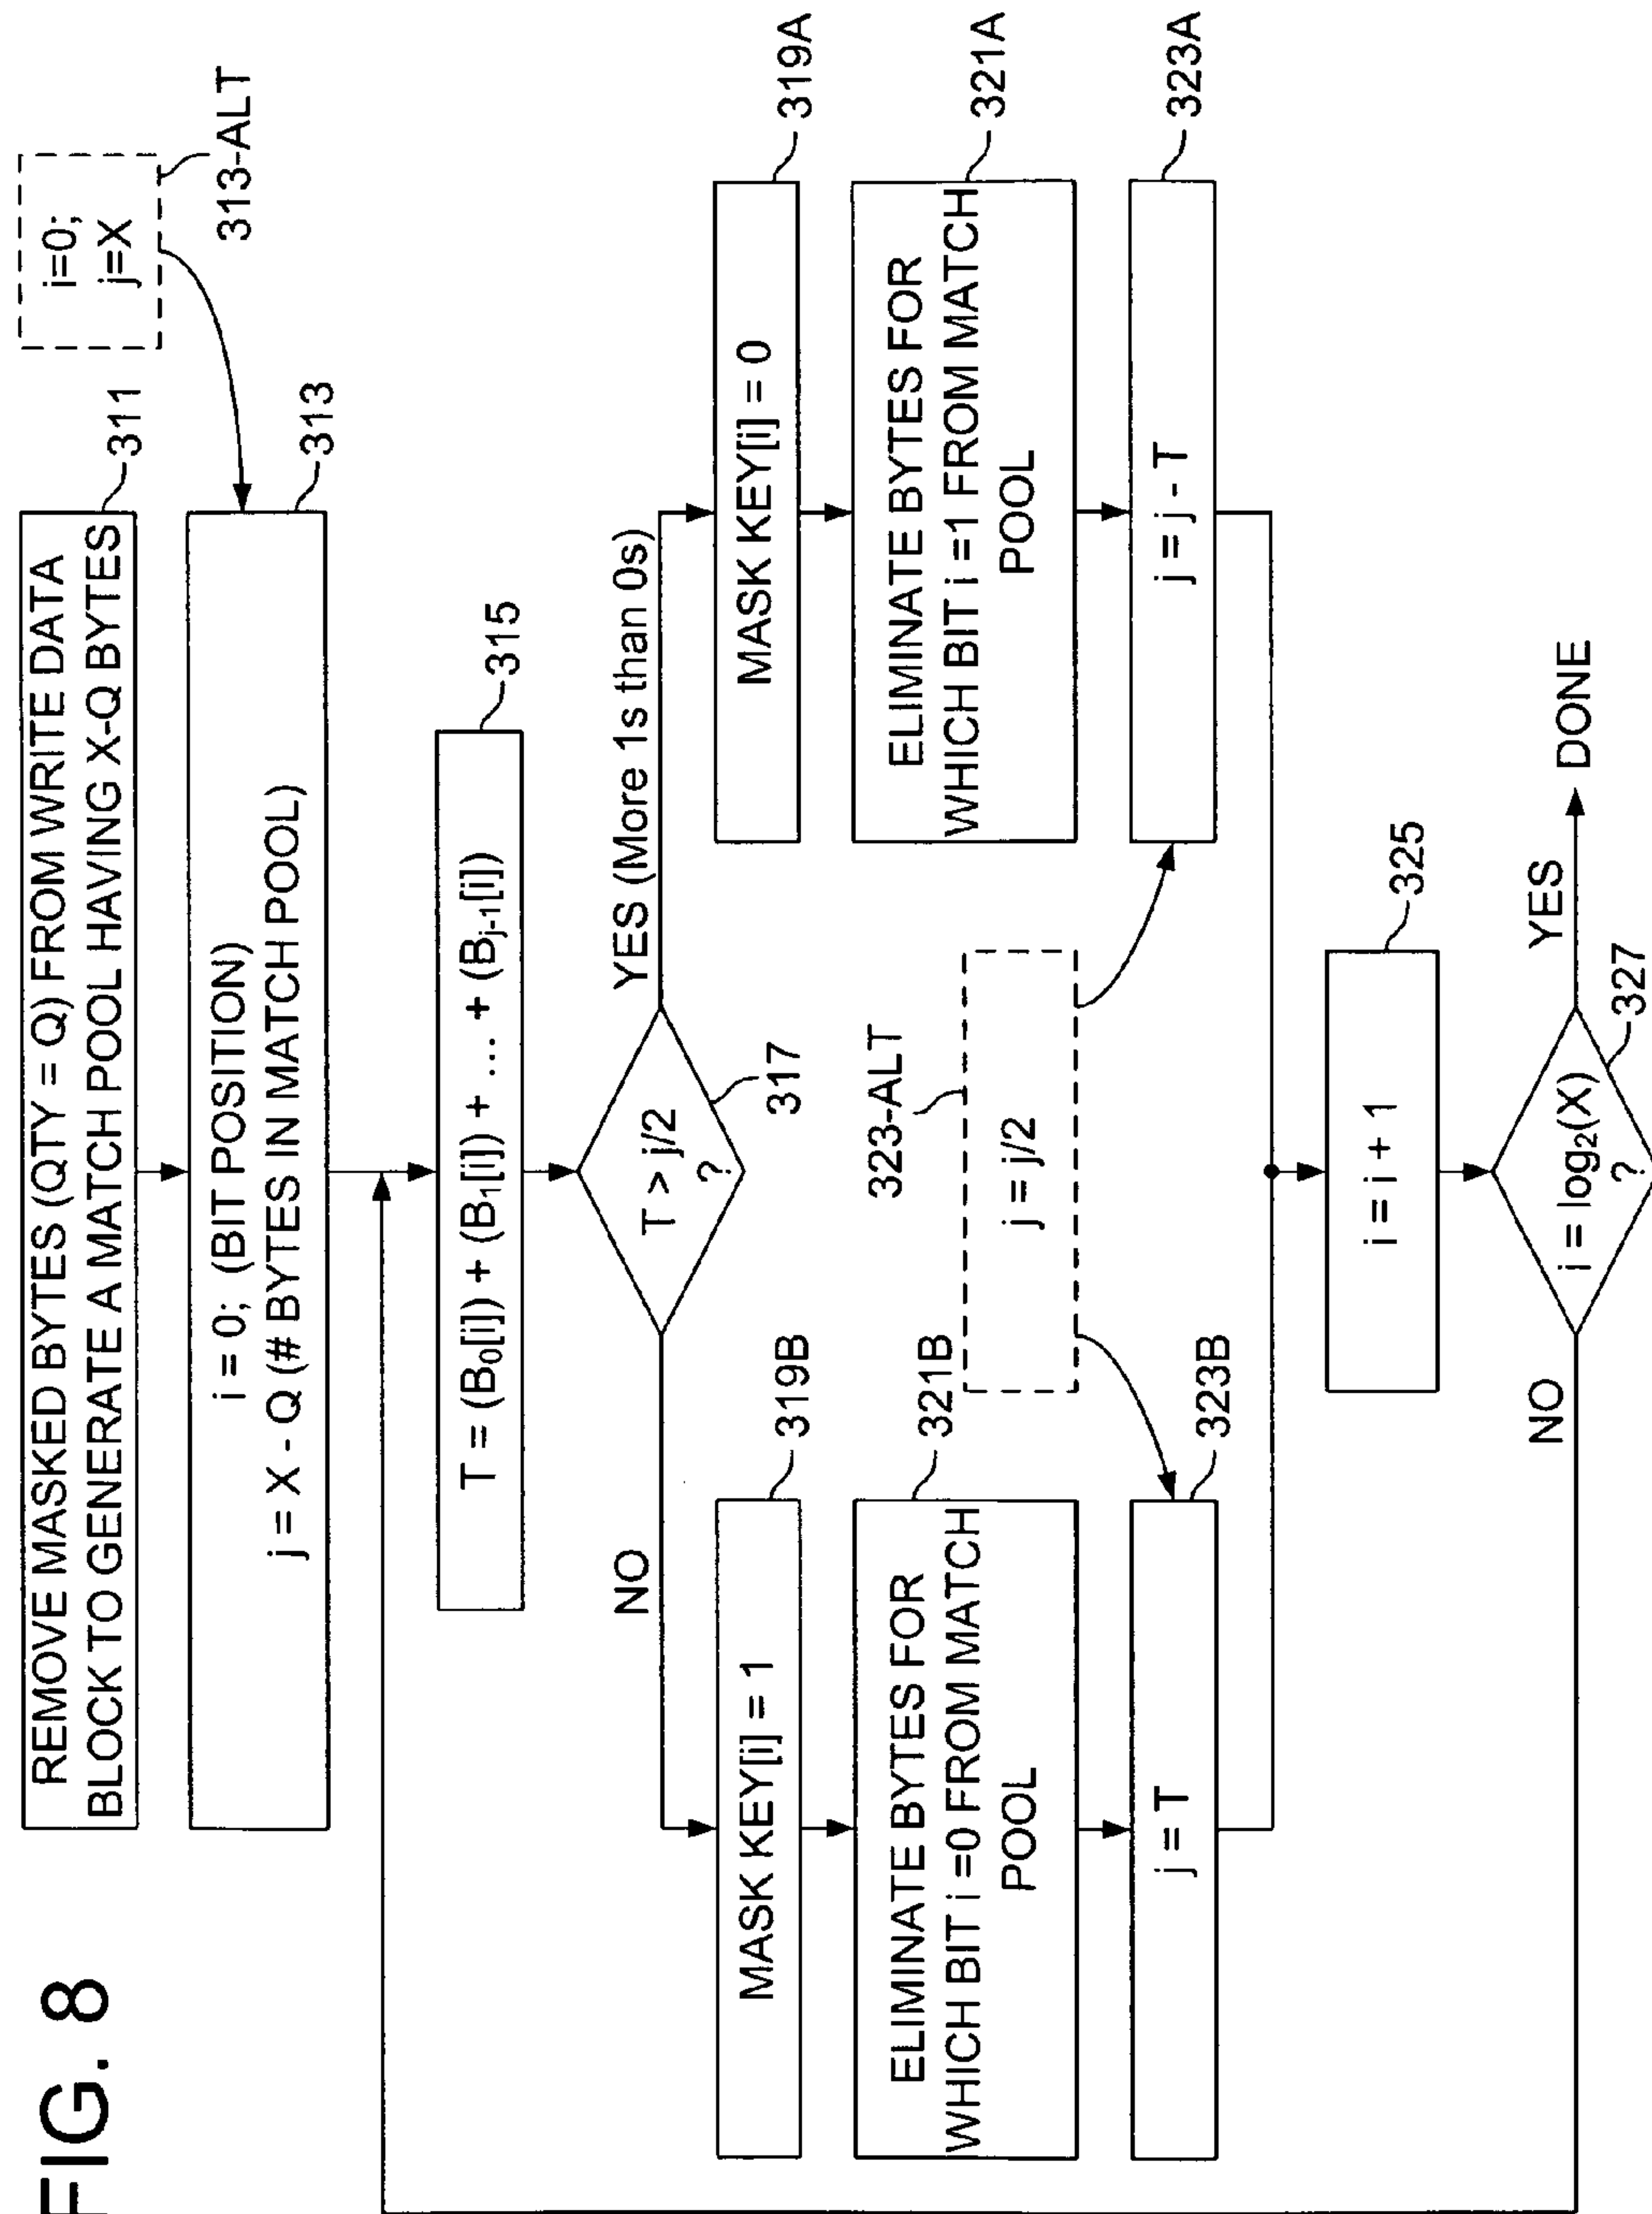 FIG. 8
REMOVE MASKED BYTES (QTY = Q) FROM WRITE DATA
BLOCK TO GENERATE A MATCH POOL HAVING X-Q BYTES
311
i=0;
j=X
313-ALT
i = 0; (BIT POSITION)
j = X - Q (# BYTES IN MATCH POOL)
313
T = (B0[i]) + (B1[i]) + ... + (Bj-1[i])
315
T > j/2
?
317
NO
YES (More 1s than 0s)
MASK KEY[i] = 1
319B
MASK KEY[i] = 0
319A
ELIMINATE BYTES FOR
WHICH BIT i =0 FROM MATCH
POOL
321B
ELIMINATE BYTES FOR
WHICH BIT i =1 FROM MATCH
POOL
321A
323-ALT
j = j/2
j = T
323B
j = j - T
323A
i = i + 1
325
i = log2(X)
?
327
NO
YES
DONE